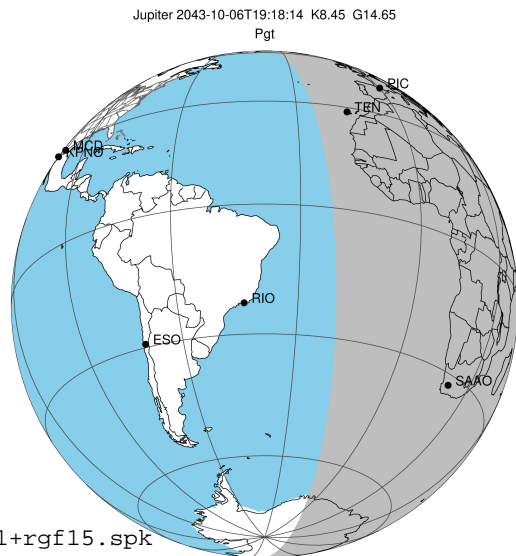 Jupiter 2043-10-06T19:18:14 K8.45 G14.65
Pgt
PIC
TEN
MCD
KPNO
RIO
ESO
SAAO
l+rgf15.spk